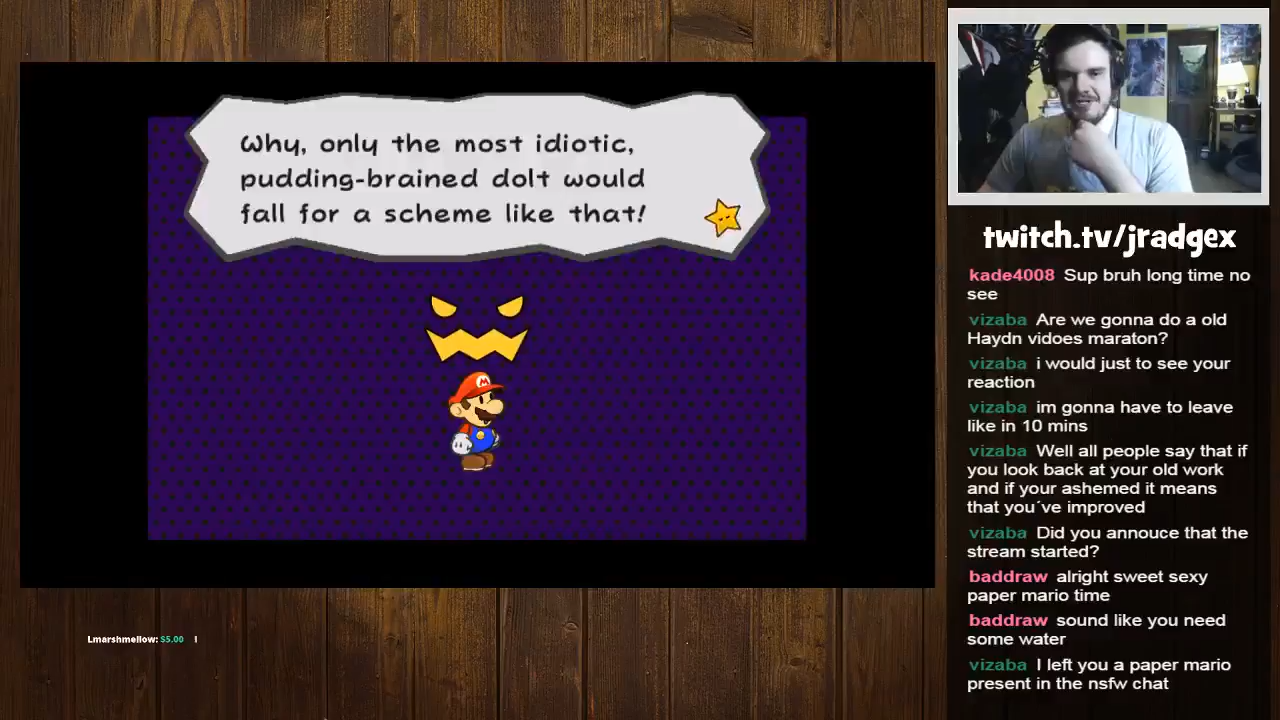 Why, only the most idiotic,
pudding-brained dolt would
fall for a scheme like that!
M
twitch.tv/jradgex
kade4008 Sup bruh long time no
see
vizaba Are we gonna do a old
Haydn vidoes maraton?
vizaba i would just to see your
reaction
vizaba im gonna have to leave
like in 10 mins
vizaba Well all people say that if
you look back at your old work
and if your ashemed it means
that you´ve improved
vizaba Did you annouce that the
stream started?
baddraw alright sweet sexy
paper mario time
baddraw sound like you need
some water
vizaba I left you a paper mario
present in the nsfw chat
Lmarshmellow: $5.00 I